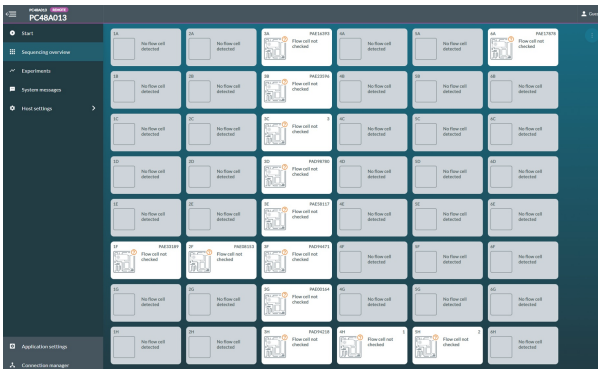 PC48A013 REMOTE
PC48A013
Gues
Start
Sequencing overview
Experiments
System messages
Host settings
Application settings
Connection manager
1A
No flow cell
detected
2A
No flow cell
detected
3A PAE16393
Flow cell not
checked
4A
No flow cell
detected
5A
No flow cell
detected
6A PAE17878
Flow cell not
checked
1B
No flow cell
detected
2B
No flow cell
detected
3B PAE13596
Flow cell not
checked
4B
No flow cell
detected
5B
No flow cell
detected
6B
No flow cell
detected
1C
No flow cell
detected
2C
No flow cell
detected
3C 3
Flow cell not
checked
4C
No flow cell
detected
5C
No flow cell
detected
6C
No flow cell
detected
1D
No flow cell
detected
2D
No flow cell
detected
3D PAD98780
Flow cell not
checked
4D
No flow cell
detected
5D
No flow cell
detected
6D
No flow cell
detected
1E
No flow cell
detected
2E
No flow cell
detected
3E PAE58117
Flow cell not
checked
4E
No flow cell
detected
5E
No flow cell
detected
6E
No flow cell
detected
1F PAE33189
Flow cell not
checked
2F PAE08153
Flow cell not
checked
3F PAD99471
Flow cell not
checked
4F
No flow cell
detected
5F
No flow cell
detected
6F
No flow cell
detected
1G
No flow cell
detected
2G
No flow cell
detected
3G PAE00164
Flow cell not
checked
4G
No flow cell
detected
5G
No flow cell
detected
6G
No flow cell
detected
1H
No flow cell
detected
2H
No flow cell
detected
3H PAD99258
Flow cell not
checked
4H 1
Flow cell not
checked
5H 3
Flow cell not
checked
6H
No flow cell
detected